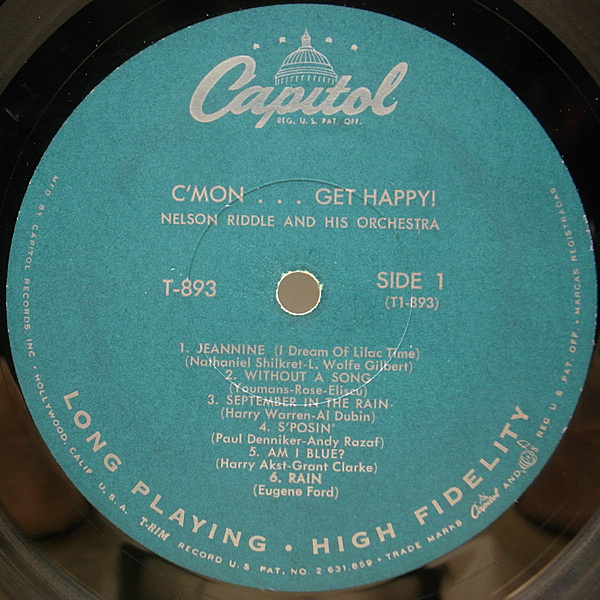 Capitol
REG. U.S. PAT. OFF.
C'MON . . . GET HAPPY!
NELSON RIDDLE AND HIS ORCHESTRA
T-893
SIDE 1
(T1-893)
1. JEANNINE (I Dream Of Lilac Time)
(Nathaniel Shilkret-L. Wolfe Gilbert)
2. WITHOUT A SONG
(Youmans-Rose-Eliscu)
3. SEPTEMBER IN THE RAIN
(Harry Warren-Al Dubin)
4. S'POSIN'
(Paul Denniker-Andy Razaf)
5. AM I BLUE?
(Harry Akst-Grant Clarke)
6. RAIN
(Eugene Ford)
LONG PLAYING • HIGH FIDELITY
MFD. BY CAPITOL RECORDS, INC. • HOLLYWOOD, CALIF. U.S.A. T-RIM RECORD U.S. PAT. NO. 2,631,859 • TRADE MARKS Capitol AND REG. U.S. PAT. OFF. • MARCAS REGISTRADAS